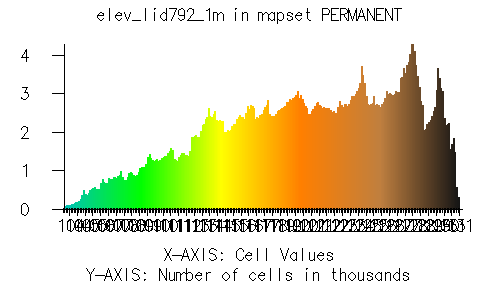 elev_lid792_1m in mapset PERMANENT
4
3
2
1
0
X-AXIS: Cell Values
Y-AXIS: Number of cells in thousands